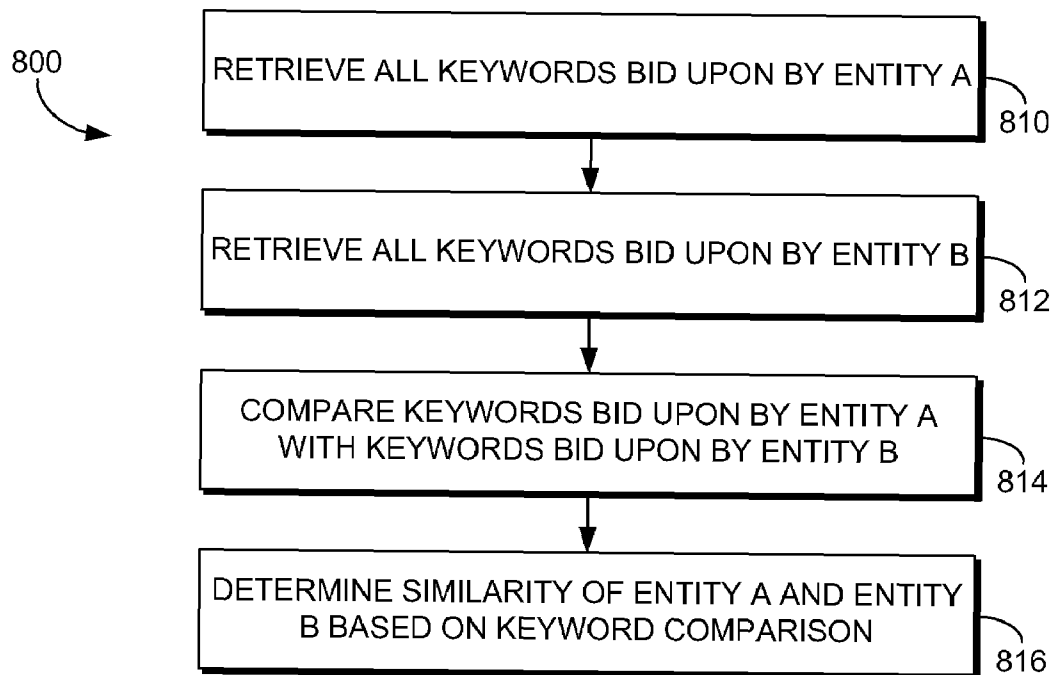 800
RETRIEVE ALL KEYWORDS BID UPON BY ENTITY A
810
RETRIEVE ALL KEYWORDS BID UPON BY ENTITY B
812
COMPARE KEYWORDS BID UPON BY ENTITY A
WITH KEYWORDS BID UPON BY ENTITY B
814
DETERMINE SIMILARITY OF ENTITY A AND ENTITY
B BASED ON KEYWORD COMPARISON
816